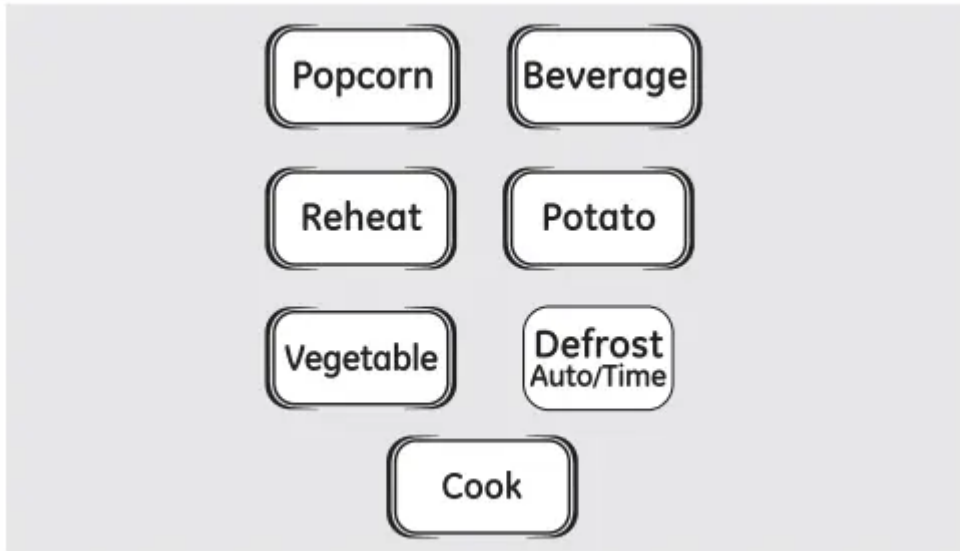 Popcorn
Beverage
Reheat
Potato
Vegetable
Defrost
Auto/Time
Cook